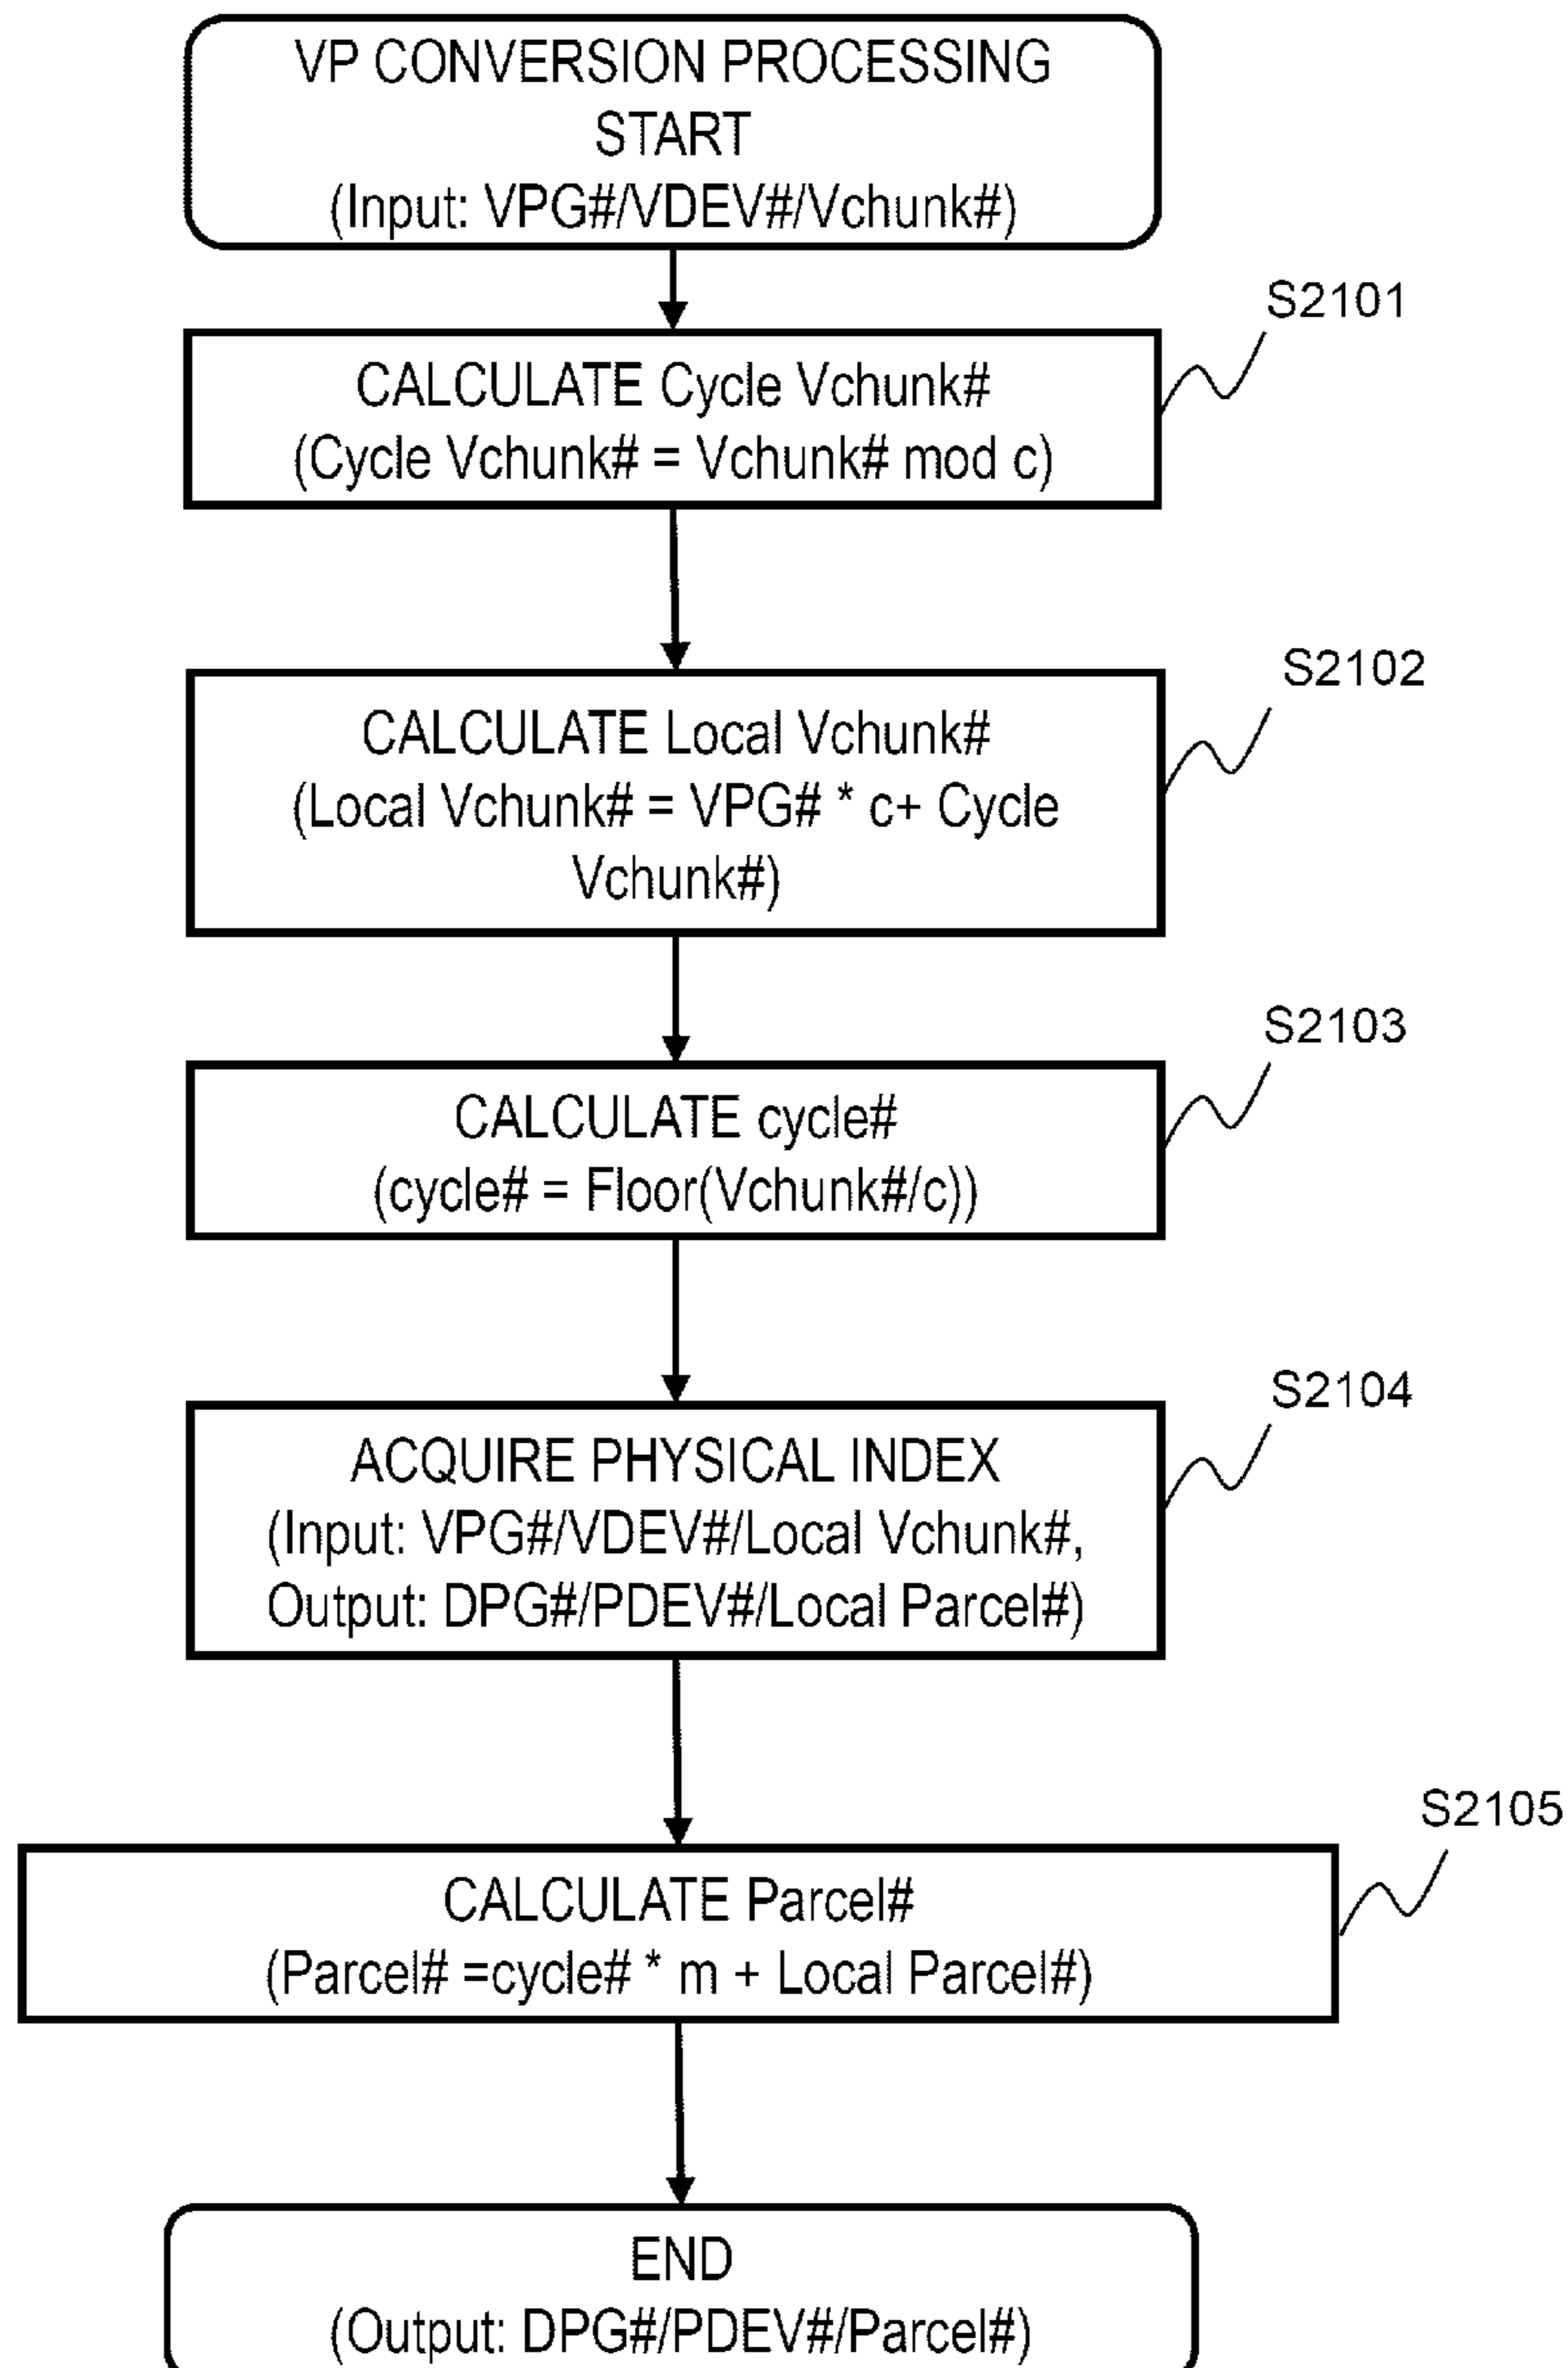 VP CONVERSION PROCESSING
START
(Input: VPG#/VDEV#/Vchunk#)
S2101
CALCULATE Cycle Vchunk#
(Cycle Vchunk# = Vchunk# mod c)
S2102
CALCULATE Local Vchunk#
(Local Vchunk# = VPG# * c+ Cycle
Vchunk#)
S2103
CALCULATE cycle#
(cycle# = Floor(Vchunk#/c))
S2104
ACQUIRE PHYSICAL INDEX
(Input: VPG#/VDEV#/Local Vchunk#,
Output: DPG#/PDEV#/Local Parcel#)
S2105
CALCULATE Parcel#
(Parcel# =cycle# * m + Local Parcel#)
END
(Output: DPG#/PDEV#/Parcel#)